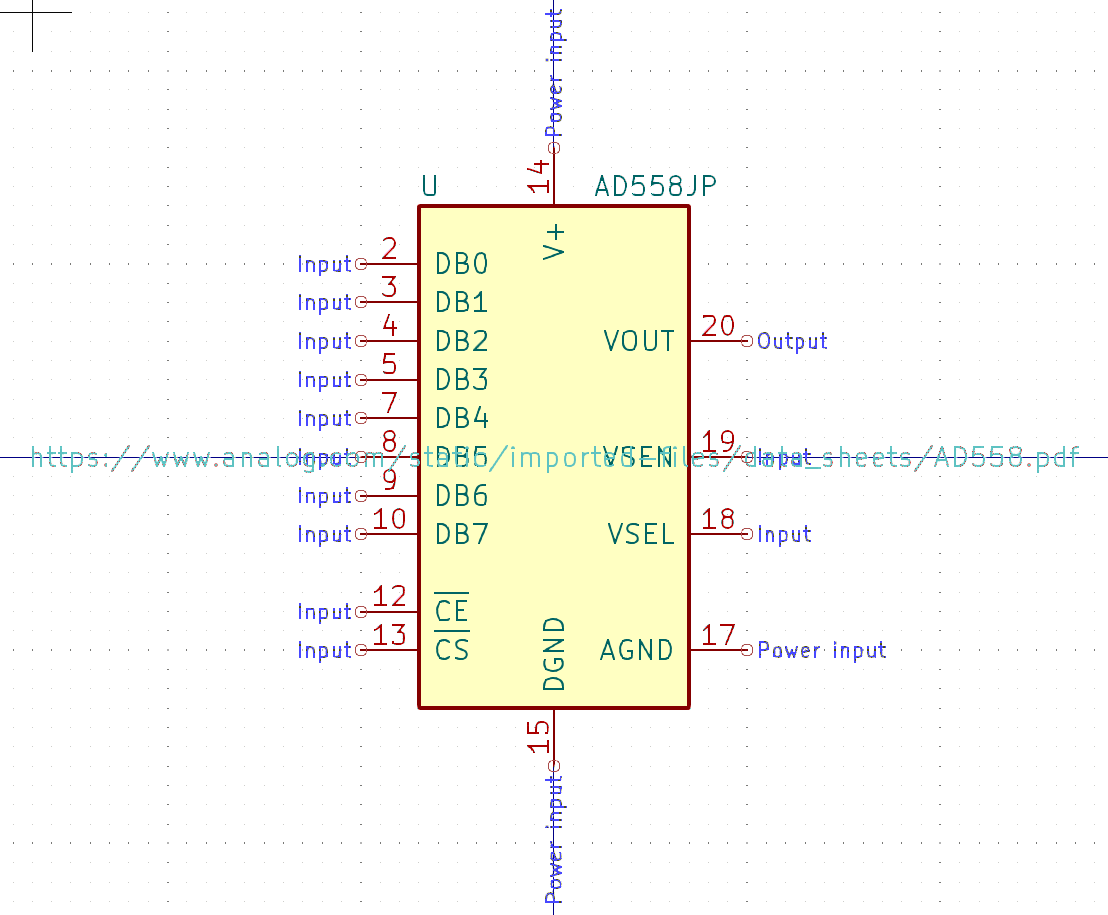 Power input
14
U AD558JP
V+
Input 2 DB0
Input 3 DB1
Input 4 DB2 VOUT 20 Output
Input 5 DB3
Input 7 DB4
Input 8 DB5 VSEN 19 Input
https://www.analog.com/static/imported-files/data_sheets/AD558.pdf
Input 9 DB6
Input 10 DB7 VSEL 18 Input
Input 12 CE
Input 13 CS AGND 17 Power input
DGND
15
Power input